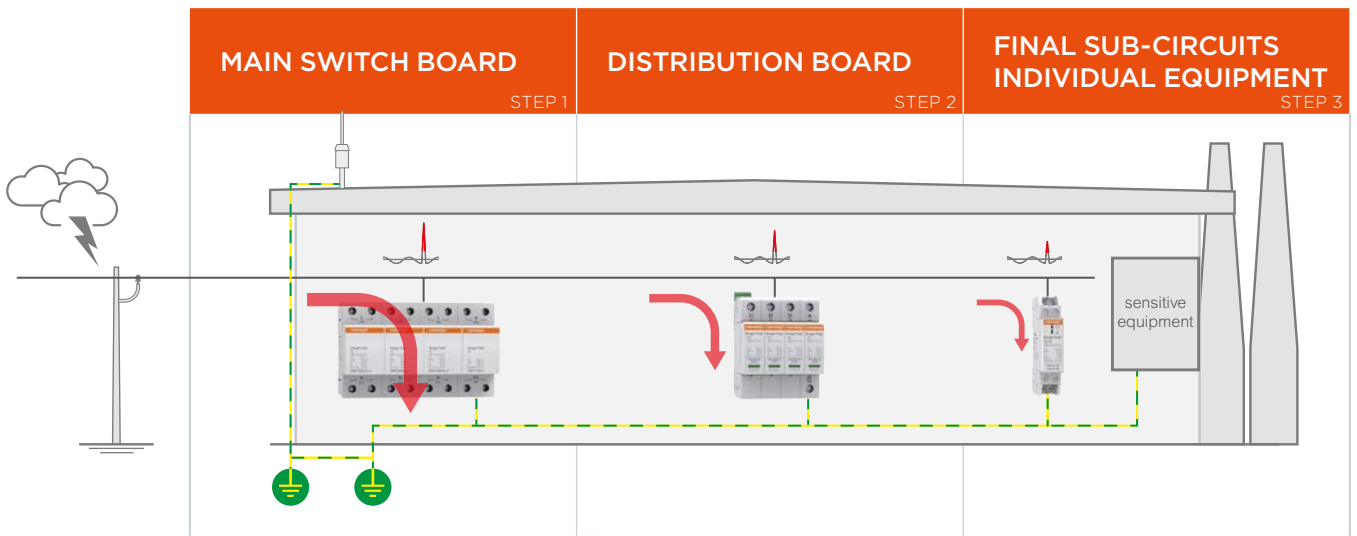 MAIN SWITCH BOARD
STEP 1
DISTRIBUTION BOARD
STEP 2
FINAL SUB-CIRCUITS
INDIVIDUAL EQUIPMENT
STEP 3
sensitive
equipment